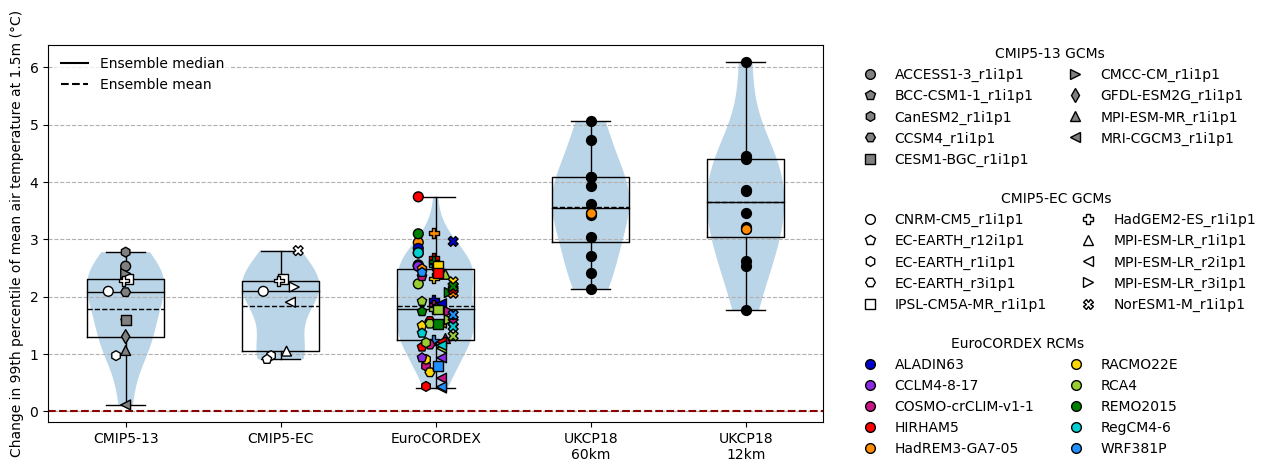 Change in 99th percentile of mean air temperature at 1.5m (°C)
6
5
4
3
2
1
0
Ensemble median
Ensemble mean
CMIP5-13
CMIP5-EC
EuroCORDEX
UKCP18
60km
UKCP18
12km
CMIP5-13 GCMs
ACCESS1-3_r1i1p1
BCC-CSM1-1_r1i1p1
CanESM2_r1i1p1
CCSM4_r1i1p1
CESM1-BGC_r1i1p1
CMCC-CM_r1i1p1
GFDL-ESM2G_r1i1p1
MPI-ESM-MR_r1i1p1
MRI-CGCM3_r1i1p1
CMIP5-EC GCMs
CNRM-CM5_r1i1p1
EC-EARTH_r12i1p1
EC-EARTH_r1i1p1
EC-EARTH_r3i1p1
IPSL-CM5A-MR_r1i1p1
HadGEM2-ES_r1i1p1
MPI-ESM-LR_r1i1p1
MPI-ESM-LR_r2i1p1
MPI-ESM-LR_r3i1p1
NorESM1-M_r1i1p1
EuroCORDEX RCMs
ALADIN63
CCLM4-8-17
COSMO-crCLIM-v1-1
HIRHAM5
HadREM3-GA7-05
RACMO22E
RCA4
REMO2015
RegCM4-6
WRF381P